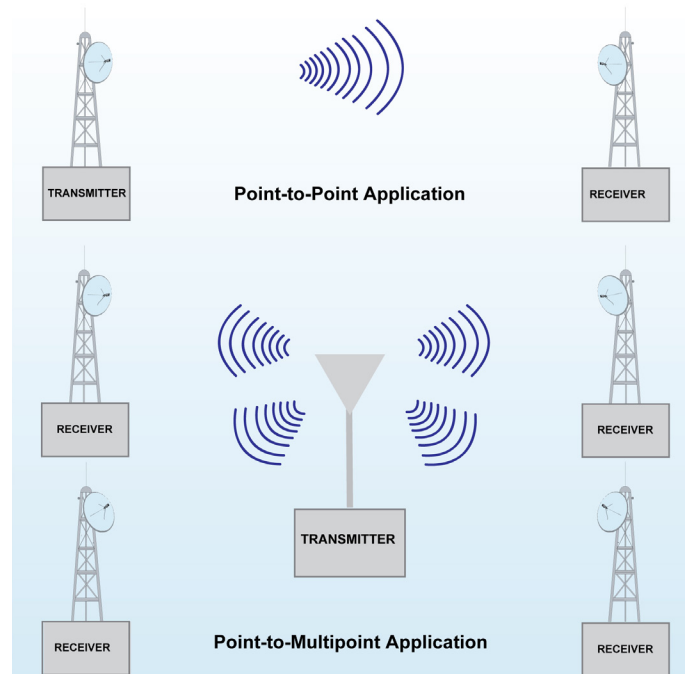 TRANSMITTER
Point-to-Point Application
RECEIVER
RECEIVER
RECEIVER
TRANSMITTER
RECEIVER
Point-to-Multipoint Application
RECEIVER